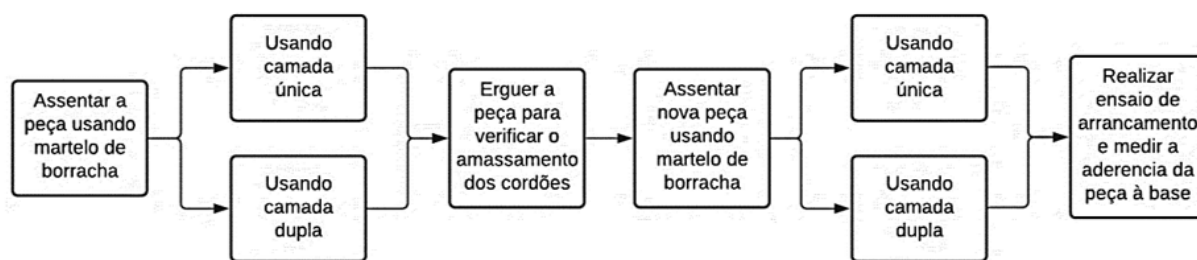 Assentar a
peça usando
martelo de
borracha
Usando
camada
única
Usando
camada
dupla
Erguer a
peça para
verificar o
amassamento
dos cordões
Assentar
nova peça
usando
martelo de
borracha
Usando
camada
única
Usando
camada
dupla
Realizar
ensaio de
arrancamento
e medir a
aderencia da
peça à base